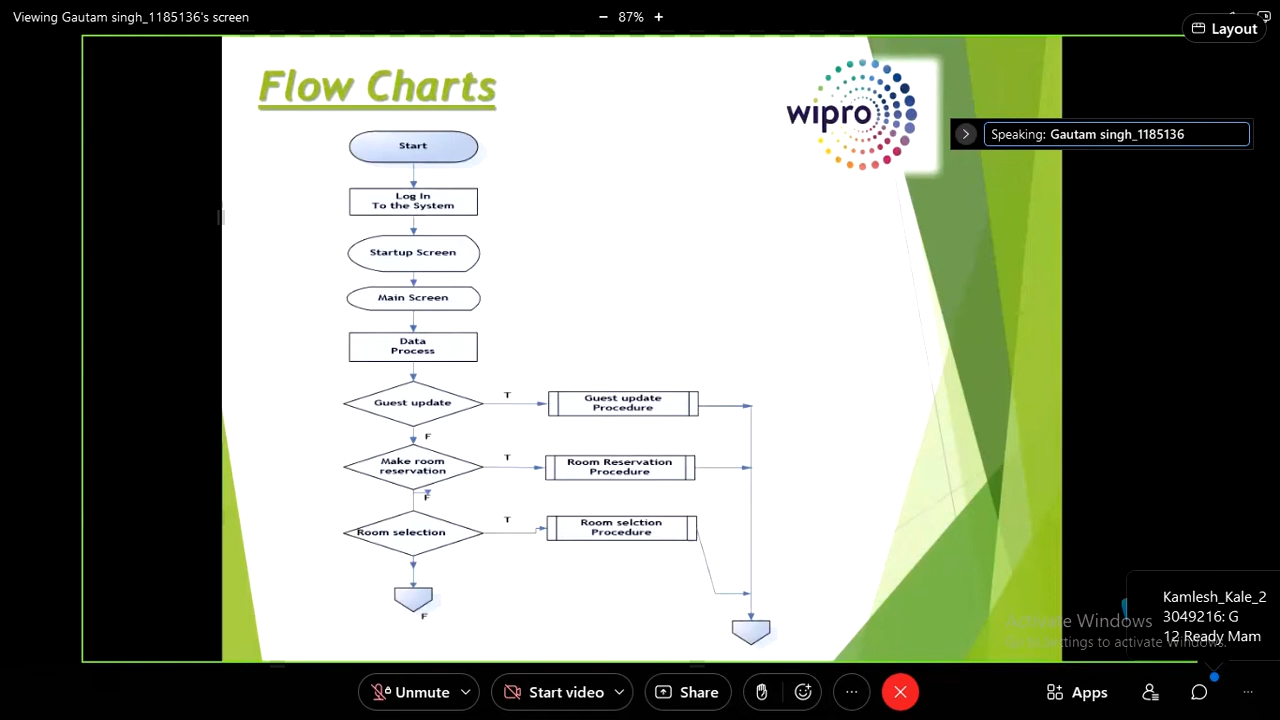 Viewing Gautam singh_1185136's screen
87%
Layout
Flow Charts
wipro
Speaking: Gautam singh_1185136
Start
Log In
To the System
Startup Screen
Main Screen
Data
Process
Guest update
T
Guest update
Procedure
F
Make room
reservation
T
Room Reservation
Procedure
F
Room selection
T
Room selction
Procedure
F
Kamlesh_Kale_2
3049216: G
12 Ready Mam
Activate Windows
settings to activate Windows.
Unmute
Start video
Share
Apps